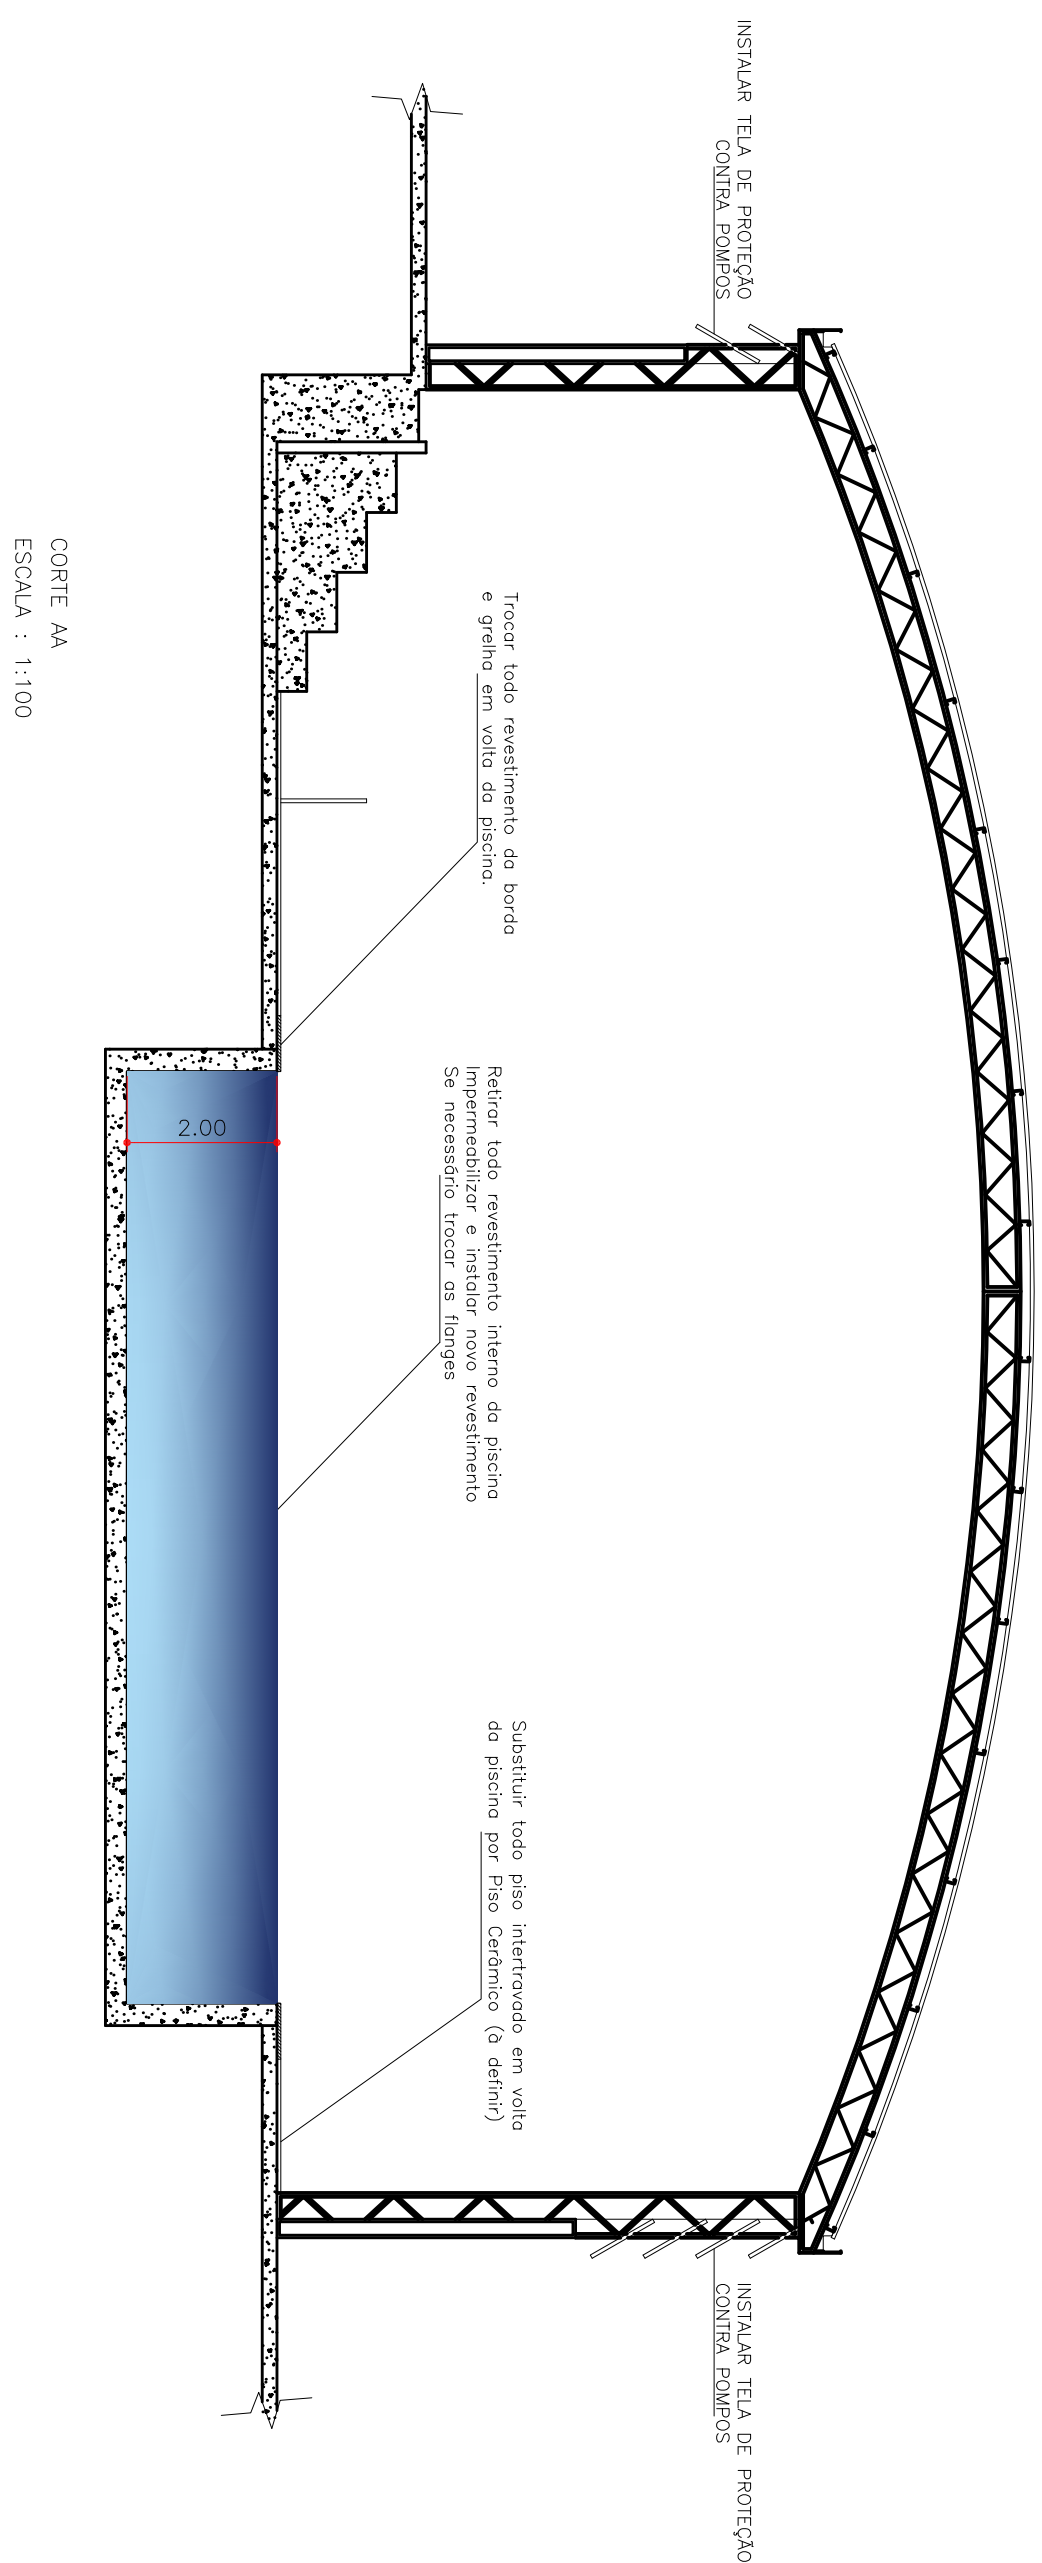 INSTALAR TELA DE PROTEÇÃO
CONTRA POMPOS
INSTALAR TELA DE PROTEÇÃO
CONTRA POMPOS
Trocar todo revestimento da borda
e grelha em volta da piscina.
Retirar todo revestimento interno da piscina
Impermeabilizar e instalar novo revestimento
Se necessário trocar as flanges
Substituir todo piso intertravado em volta
da piscina por Piso Cerâmico (à definir)
2.00
CORTE AA
ESCALA : 1:100